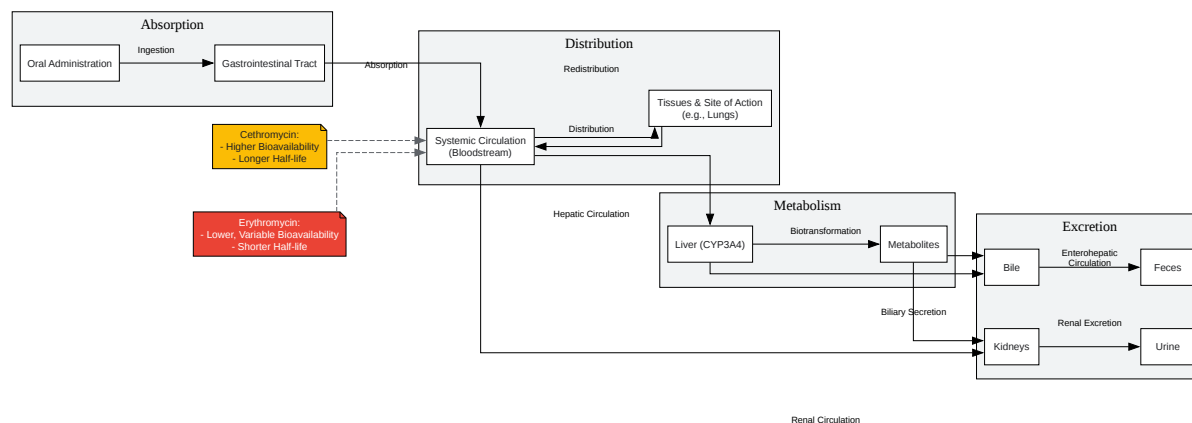 Absorption
Oral Administration
Ingestion
Gastrointestinal Tract
Absorption
Distribution
Redistribution
Tissues & Site of Action
(e.g., Lungs)
Distribution
Systemic Circulation
(Bloodstream)
Cethromycin:
- Higher Bioavailability
- Longer Half-life
Erythromycin:
- Lower, Variable Bioavailability
- Shorter Half-life
Hepatic Circulation
Metabolism
Liver (CYP3A4)
Biotransformation
Metabolites
Biliary Secretion
Excretion
Bile
Enterohepatic
Circulation
Feces
Renal Excretion
Kidneys
Urine
Renal Circulation